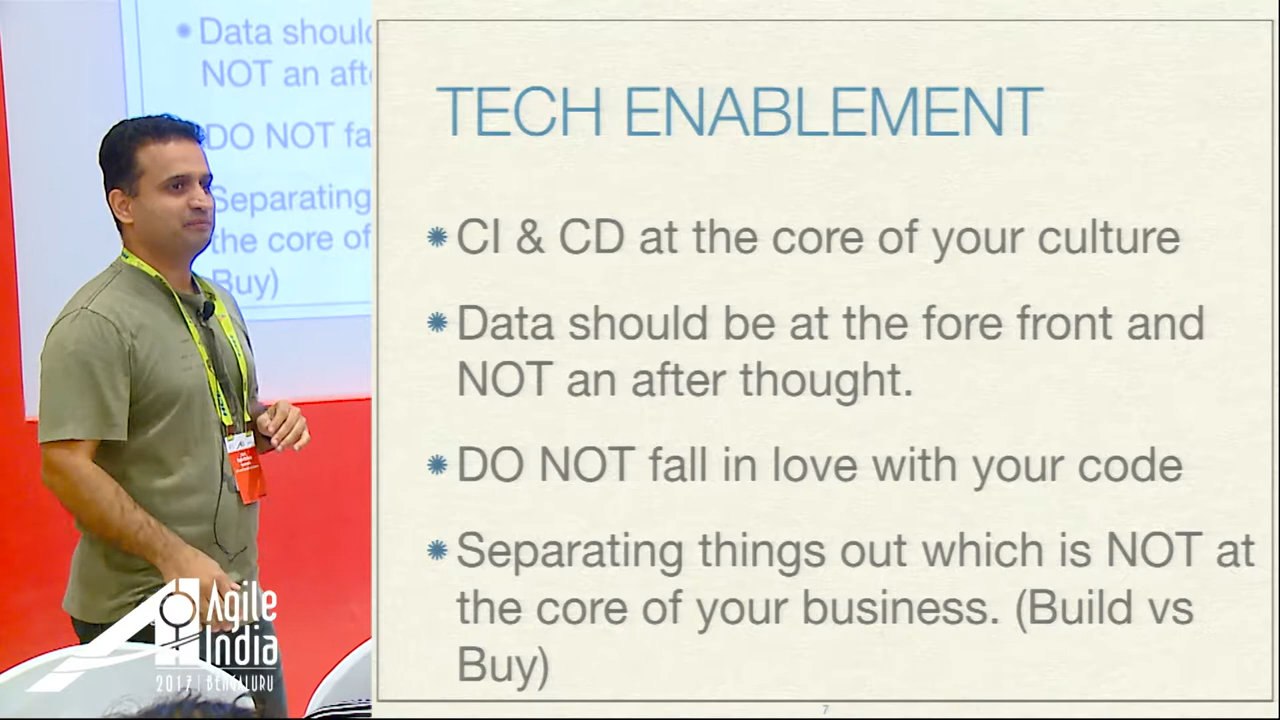 Data should
NOT an afte
DO NOT fa
Separating
the core of
Buy)
Agile
India
2017 | BENGALURU
TECH ENABLEMENT
CI & CD at the core of your culture
Data should be at the fore front and
NOT an after thought.
DO NOT fall in love with your code
Separating things out which is NOT at
the core of your business. (Build vs
Buy)
7